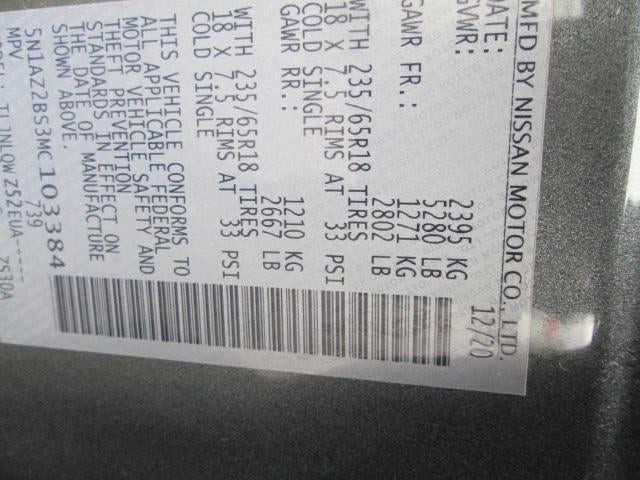 MFD BY NISSAN MOTOR CO., LTD.
DATE: 12/20
GVWR: 2395 KG
5280 LB
GAWR FR.: 1271 KG
2802 LB
WITH 235/65R18 TIRES
18 X 7.5 RIMS AT 33 PSI
COLD SINGLE
GAWR RR.: 1210 KG
2667 LB
WITH 235/65R18 TIRES
18 X 7.5 RIMS AT 33 PSI
COLD SINGLE
THIS VEHICLE CONFORMS TO
ALL APPLICABLE FEDERAL
MOTOR VEHICLE SAFETY AND
THEFT PREVENTION
STANDARDS IN EFFECT ON
THE DATE OF MANUFACTURE
SHOWN ABOVE.
5N1AZ2BS3MC103384
MPV 739
TLJNLQWZ52EUA-----
ZS30A